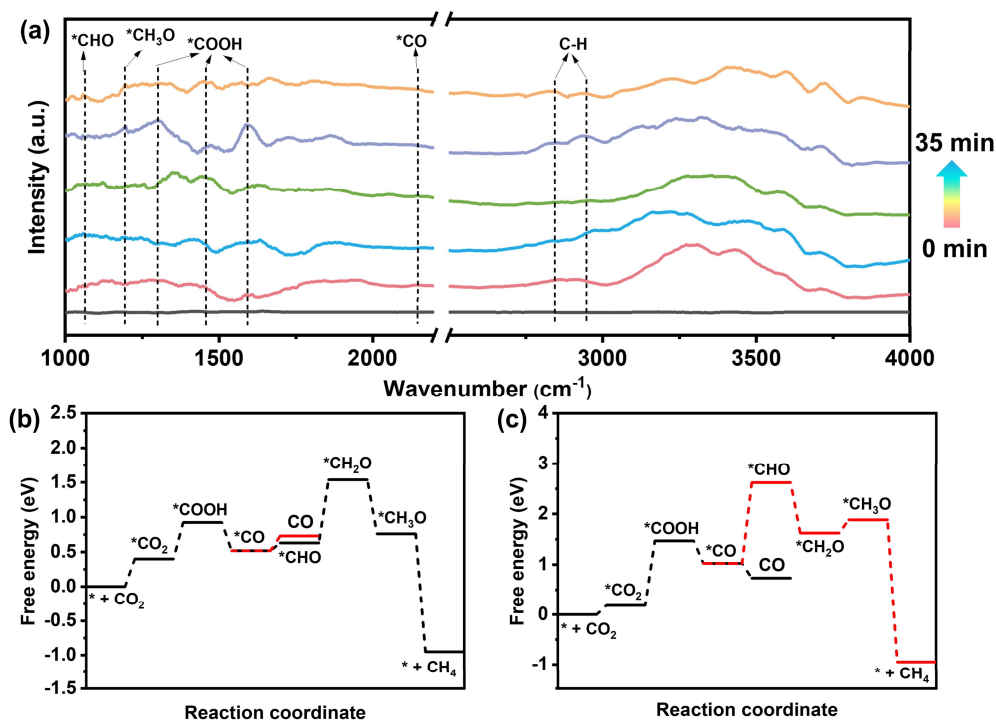 (a)
*CHO
*CH₃O
*COOH
*CO
C-H
Intensity (a.u.)
35 min
0 min
1000 1500 2000 3000 3500 4000
Wavenumber (cm⁻¹)
(b)
2.5
2.0
1.5
1.0
0.5
0.0
-0.5
-1.0
-1.5
Free energy (eV)
* + CO₂
*CO₂
*COOH
*CO
CO
*CHO
*CH₂O
*CH₃O
* + CH₄
Reaction coordinate
(c)
4
3
2
1
0
-1
Free energy (eV)
* + CO₂
*CO₂
*COOH
*CO
*CHO
CO
*CH₂O
*CH₃O
* + CH₄
Reaction coordinate